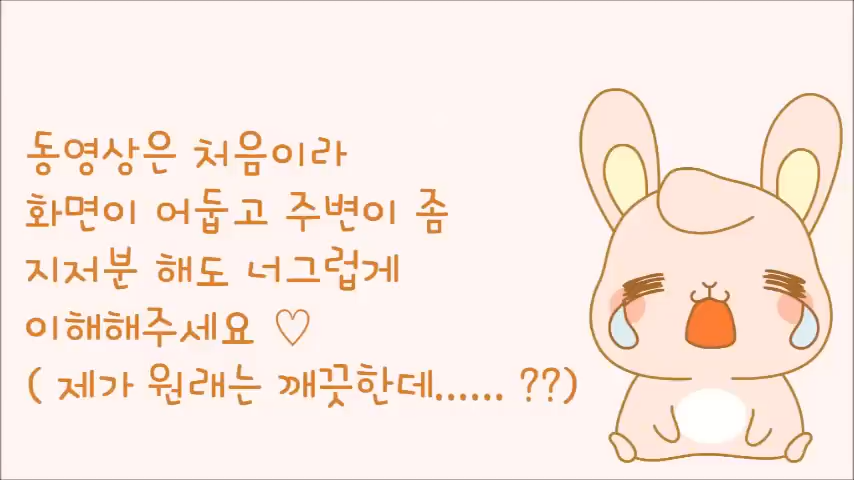 동영상은 처음이라
화면이 어둡고 주변이 좀
지저분 해도 너그럽게
이해해주세요 ♡
( 제가 원래는 깨끗한데...... ??)